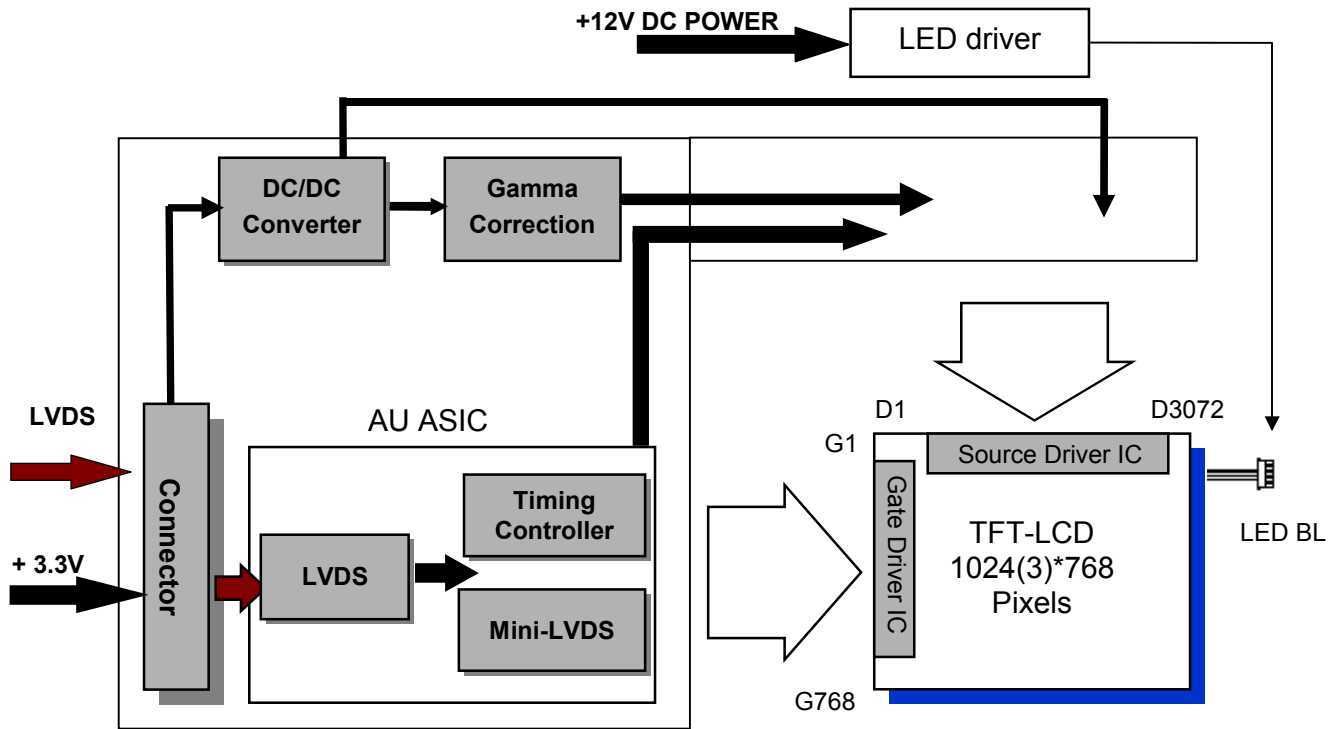 +12V DC POWER
LED driver
DC/DC
Converter
Gamma
Correction
LVDS
+ 3.3V
Connector
AU ASIC
LVDS
Timing
Controller
Mini-LVDS
D1
D3072
G1
G768
Source Driver IC
Gate Driver IC
TFT-LCD
1024(3)*768
Pixels
LED BL